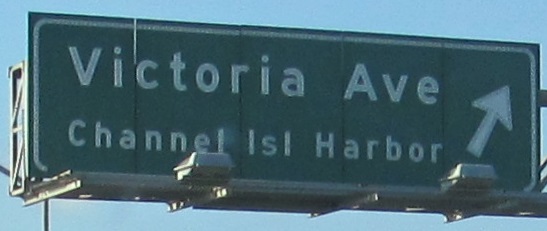 Victoria Ave
Channel Isl Harbor